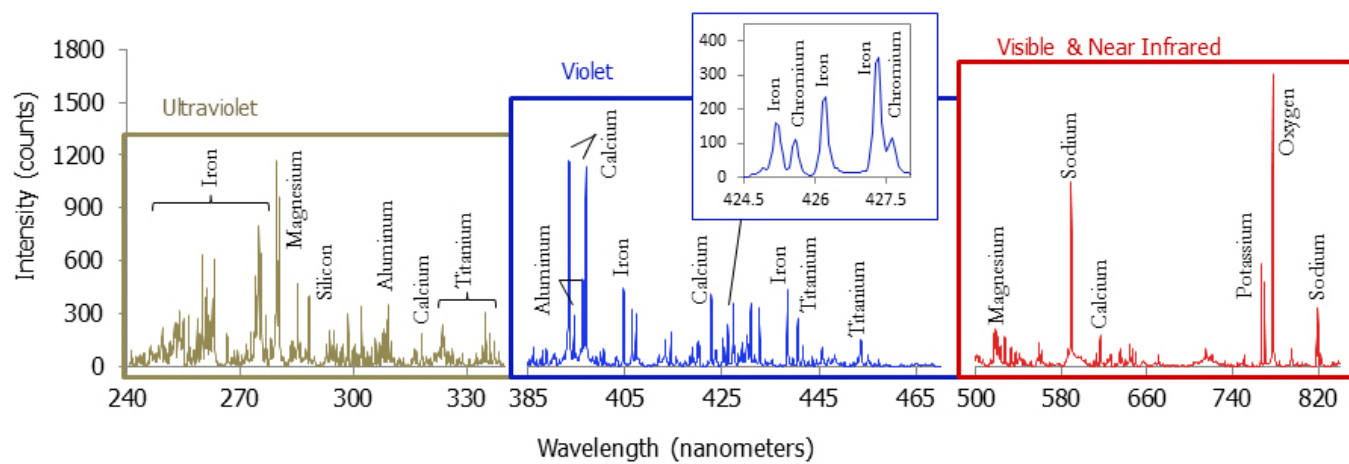 Visible & Near Infrared
Violet
Ultraviolet
Intensity (counts)
1800
1500
1200
900
600
300
0
Iron
Magnesium
Silicon
Aluminum
Calcium
Titanium
240
270
300
330
Aluminum
Calcium
Iron
Calcium
Iron
Titanium
Titanium
385
405
425
445
465
400
300
200
100
0
Iron
Chromium
Iron
Iron
Chromium
424.5
426
427.5
Magnesium
Sodium
Calcium
Potassium
Oxygen
Sodium
500
580
660
740
820
Wavelength (nanometers)